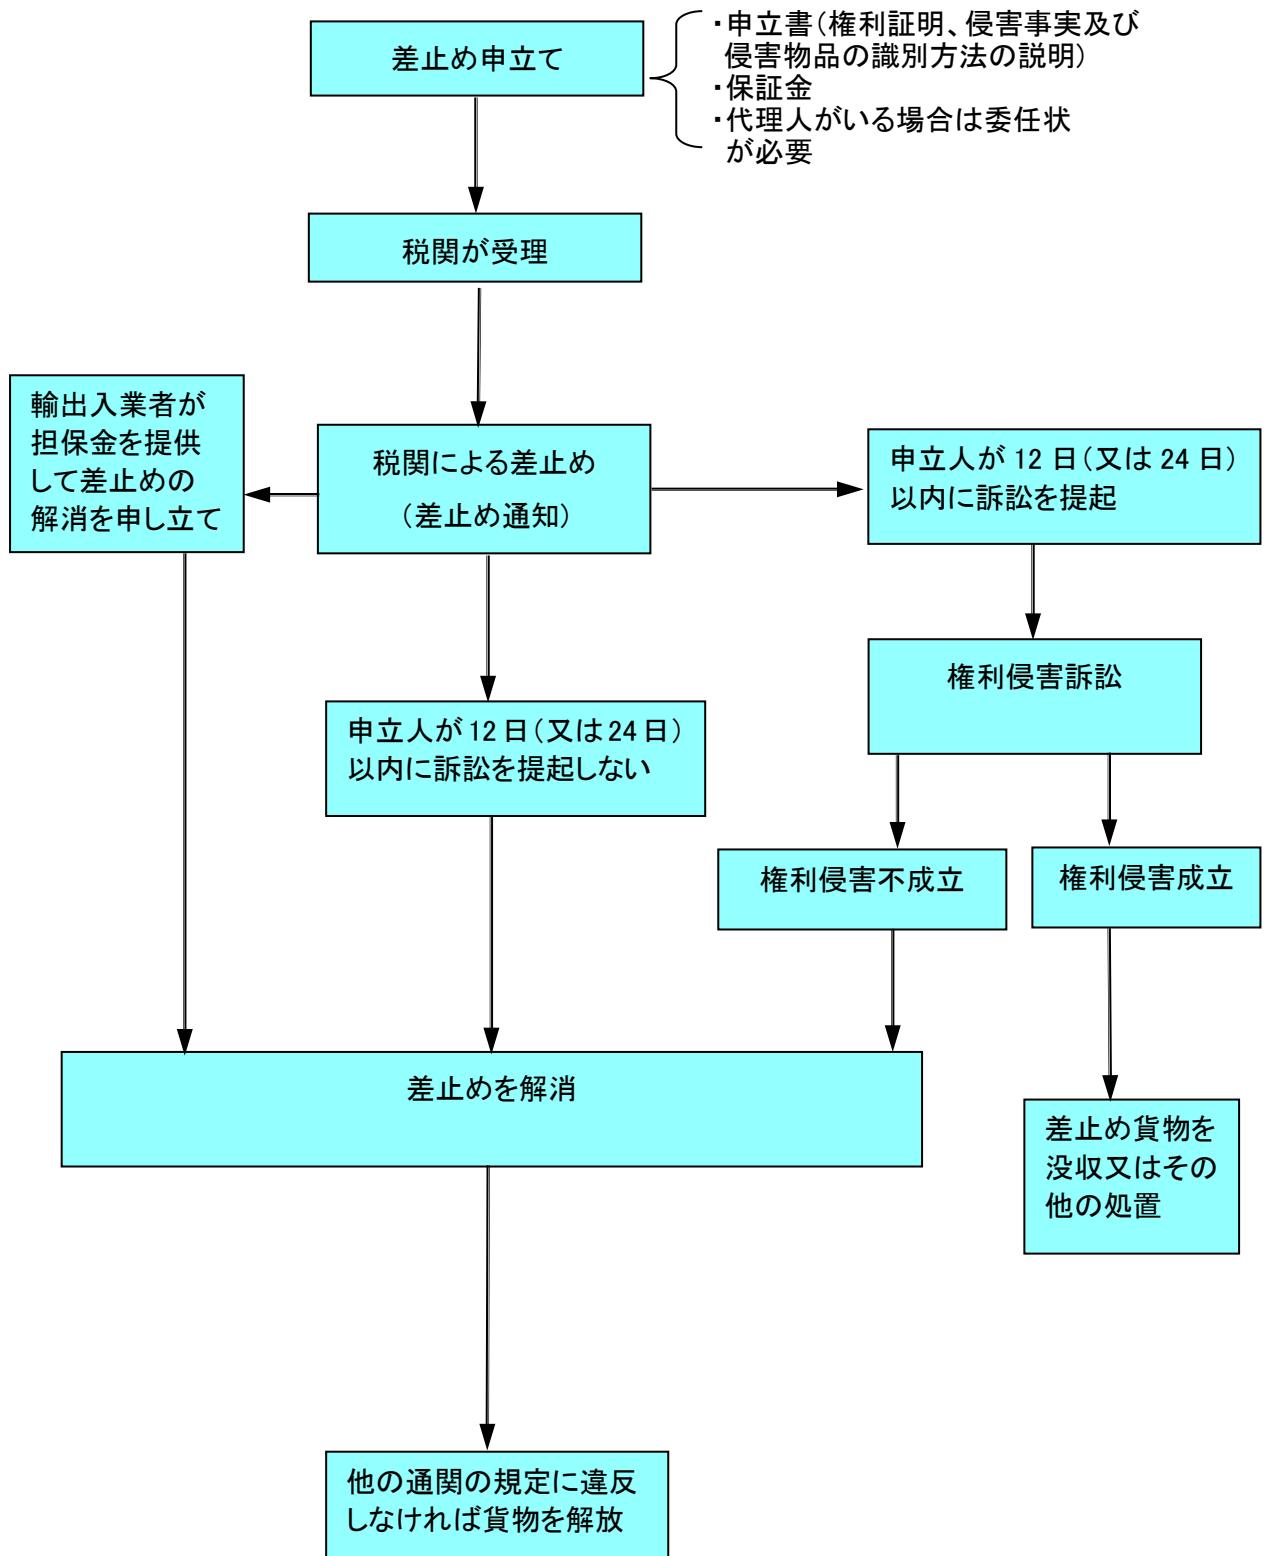 差止め申立て
・申立書（権利証明、侵害事実及び
侵害物品の識別方法の説明）
・保証金
・代理人がいる場合は委任状
が必要
税関が受理
輸出入業者が
担保金を提供
して差止めの
解消を申し立て
税関による差止め
（差止め通知）
申立人が 12 日（又は 24 日）
以内に訴訟を提起
権利侵害訴訟
申立人が 12 日（又は 24 日）
以内に訴訟を提起しない
権利侵害不成立
権利侵害成立
差止めを解消
差止め貨物を
没収又はその
他の処置
他の通関の規定に違反
しなければ貨物を解放